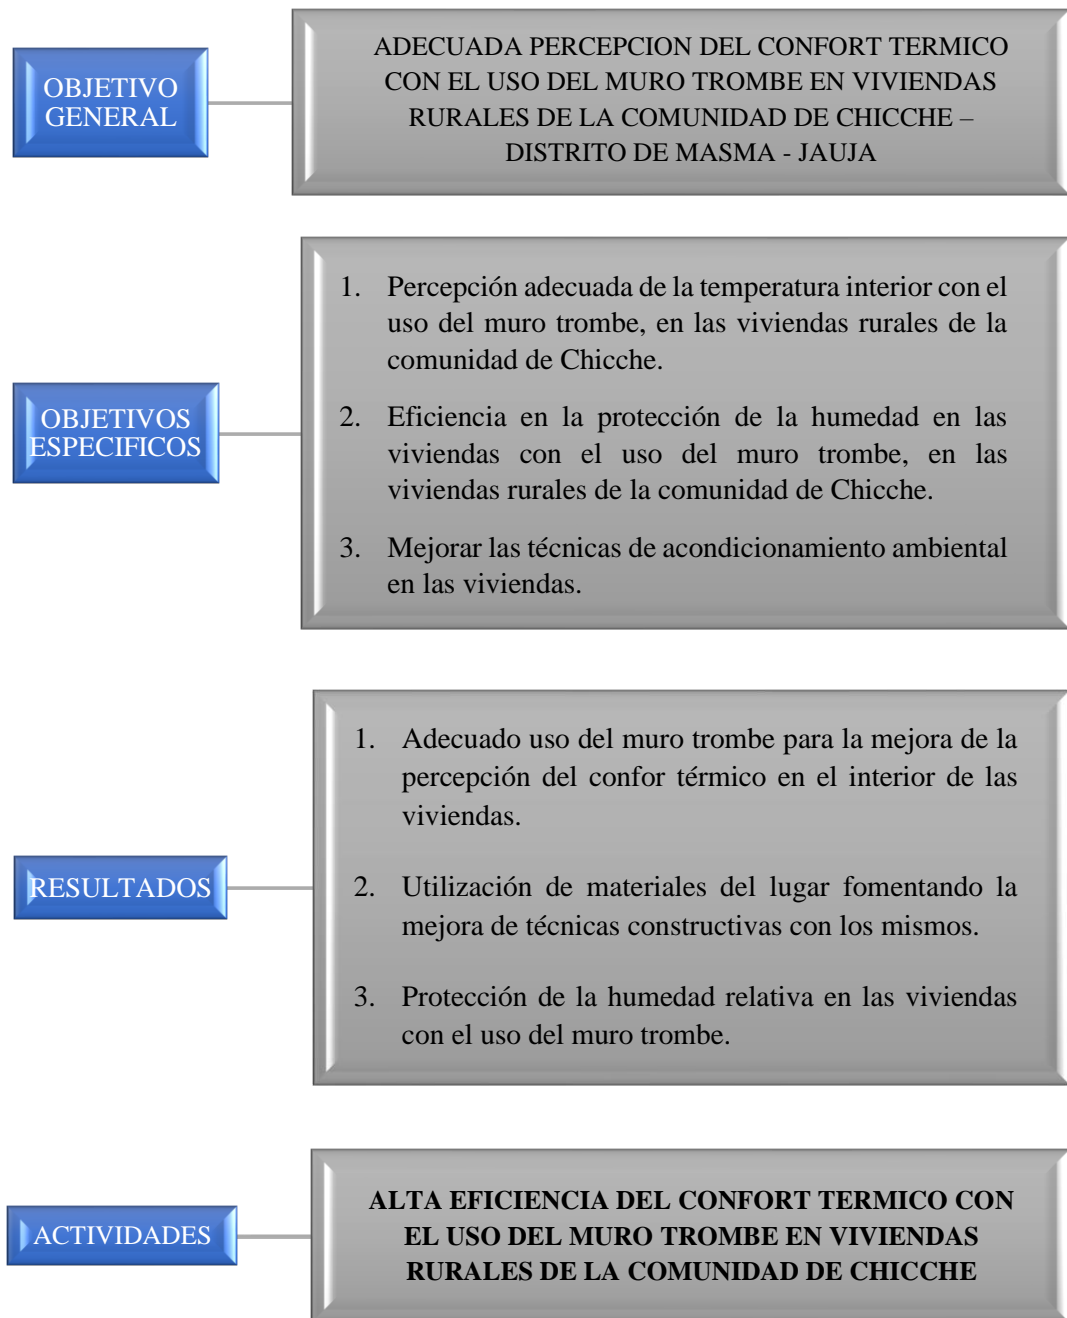 OBJETIVO
GENERAL
ADECUADA PERCEPCION DEL CONFORT TERMICO
CON EL USO DEL MURO TROMBE EN VIVIENDAS
RURALES DE LA COMUNIDAD DE CHICCHE –
DISTRITO DE MASMA - JAUJA
OBJETIVOS
ESPECIFICOS
1. Percepción adecuada de la temperatura interior con el
uso del muro trombe, en las viviendas rurales de la
comunidad de Chicche.
2. Eficiencia en la protección de la humedad en las
viviendas con el uso del muro trombe, en las
viviendas rurales de la comunidad de Chicche.
3. Mejorar las técnicas de acondicionamiento ambiental
en las viviendas.
RESULTADOS
1. Adecuado uso del muro trombe para la mejora de la
percepción del confor térmico en el interior de las
viviendas.
2. Utilización de materiales del lugar fomentando la
mejora de técnicas constructivas con los mismos.
3. Protección de la humedad relativa en las viviendas
con el uso del muro trombe.
ACTIVIDADES
ALTA EFICIENCIA DEL CONFORT TERMICO CON
EL USO DEL MURO TROMBE EN VIVIENDAS
RURALES DE LA COMUNIDAD DE CHICCHE